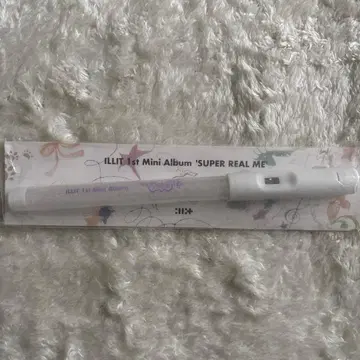 ILLIT 1st Mini Album 'SUPER REAL ME'
ILLIT 1st Mini Album